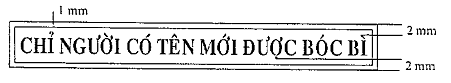 1 mm
CHỈ NGƯỜI CÓ TÊN MỚI ĐƯỢC BÓC BÌ
2 mm
2 mm